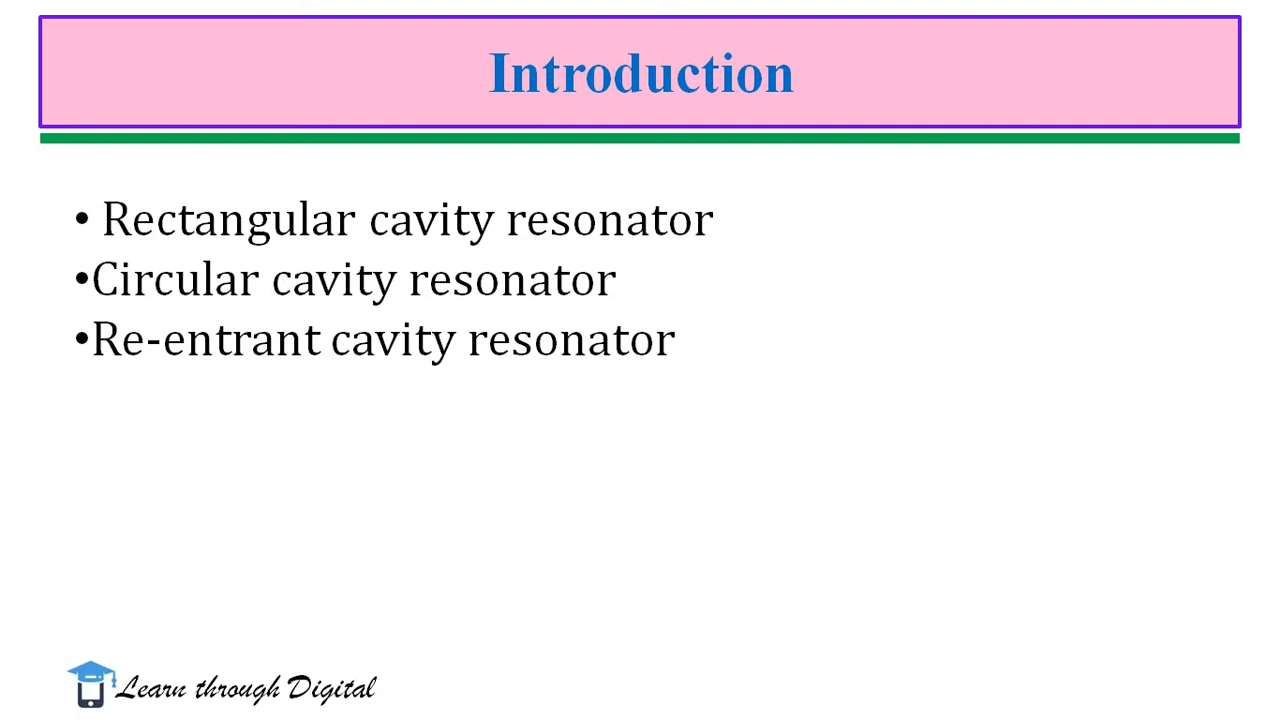 Introduction
• Rectangular cavity resonator
•Circular cavity resonator
•Re-entrant cavity resonator
Learn through Digital